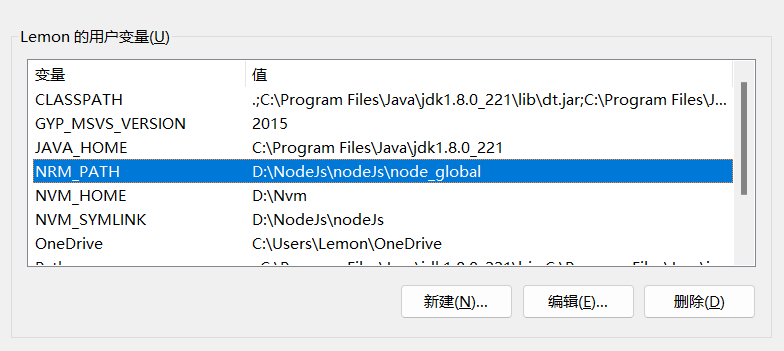 Lemon 的用户变量(U)
变量 值
CLASSPATH .;C:\Program Files\Java\jdk1.8.0_221\lib\dt.jar;C:\Program Files\J...
GYP_MSVS_VERSION 2015
JAVA_HOME C:\Program Files\Java\jdk1.8.0_221
NRM_PATH D:\NodeJs\nodeJs\node_global
NVM_HOME D:\Nvm
NVM_SYMLINK D:\NodeJs\nodeJs
OneDrive C:\Users\Lemon\OneDrive
新建(N)... 编辑(E)... 删除(D)